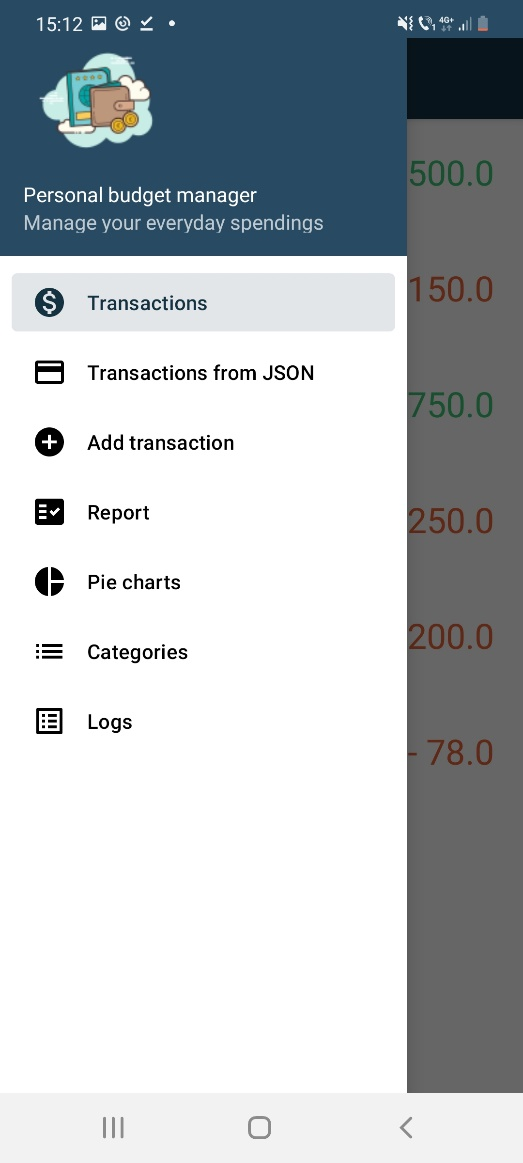 15:12
4G+
Personal budget manager
Manage your everyday spendings
Transactions
Transactions from JSON
Add transaction
Report
Pie charts
Categories
Logs
500.0
150.0
750.0
250.0
200.0
- 78.0